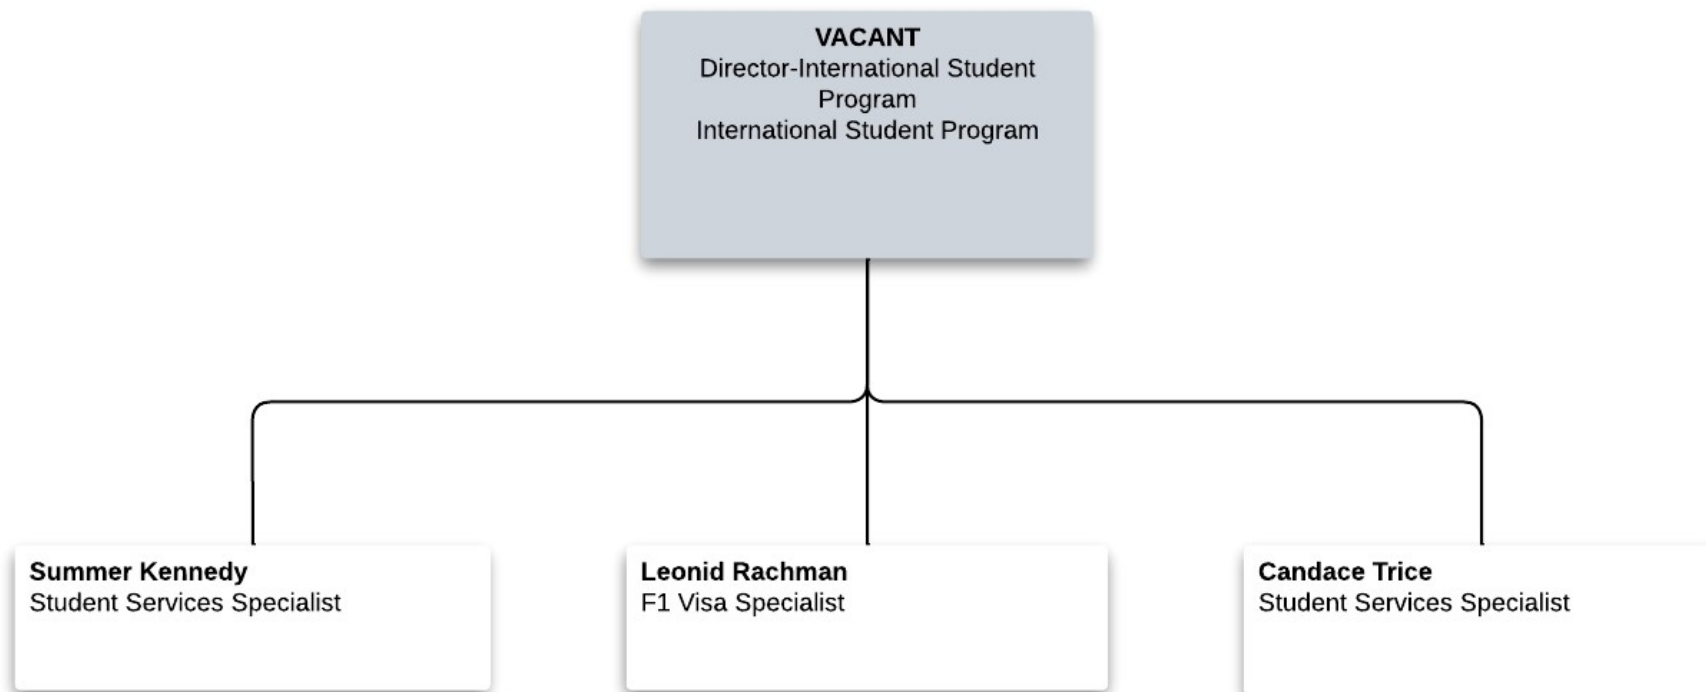 VACANT
Director-International Student
Program
International Student Program
Summer Kennedy
Student Services Specialist
Leonid Rachman
F1 Visa Specialist
Candace Trice
Student Services Specialist